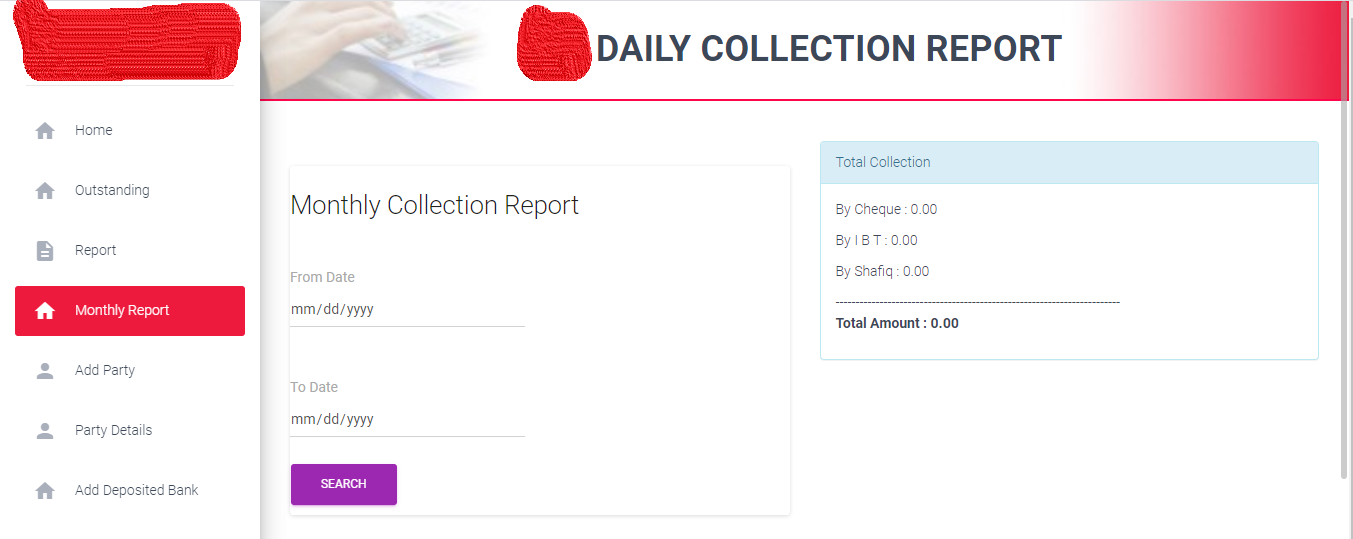 DAILY COLLECTION REPORT
Home
Outstanding
Report
Monthly Report
Add Party
Party Details
Add Deposited Bank
Monthly Collection Report
From Date
mm/dd/yyyy
To Date
mm/dd/yyyy
SEARCH
Total Collection
By Cheque : 0.00
By I B T : 0.00
By Shafiq : 0.00
-----------------------------------------------------------------------
Total Amount : 0.00